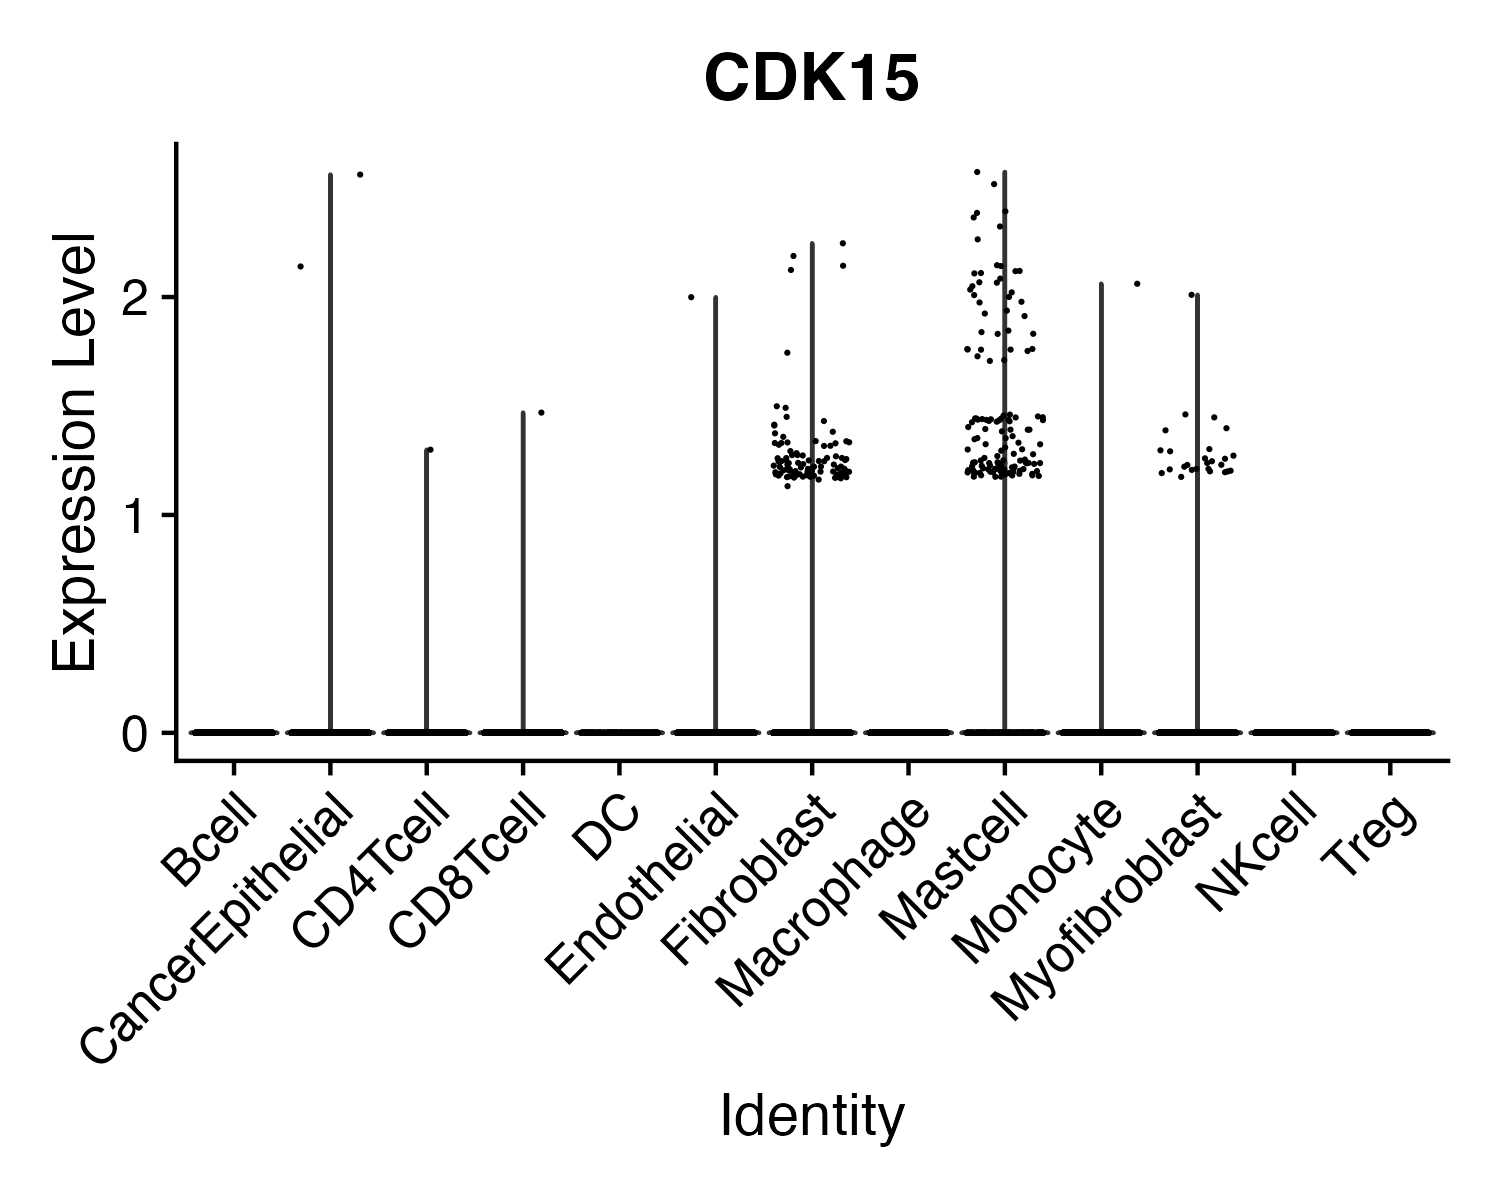 CDK15
Expression Level
2
1
0
Bcell
CancerEpithelial
CD4Tcell
CD8Tcell
DC
Endothelial
Fibroblast
Macrophage
Mastcell
Monocyte
Myofibroblast
NKcell
Treg
Identity